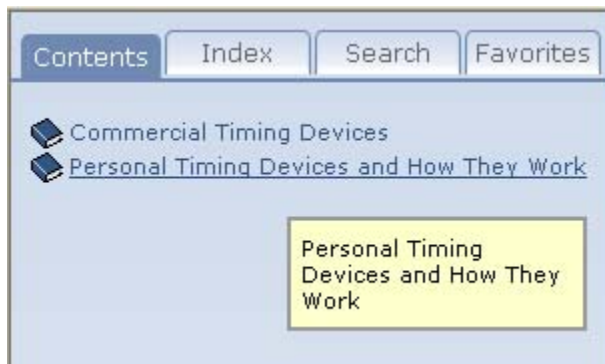 Contents Index Search Favorites
Commercial Timing Devices
Personal Timing Devices and How They Work
Personal Timing
Devices and How They
Work